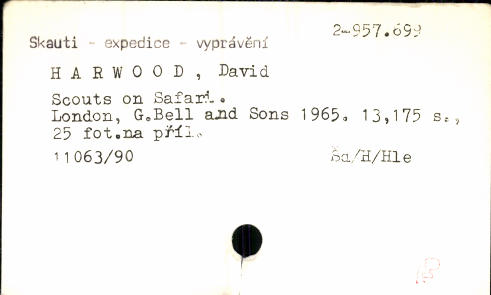 2-957.699
Skauti - expedice - vyprávění
H A R W O O D , David
Scouts on Safari.
London, G.Bell and Sons 1965. 13,175 s.,
25 fot.na příl.
11063/90 Sa/H/Hle